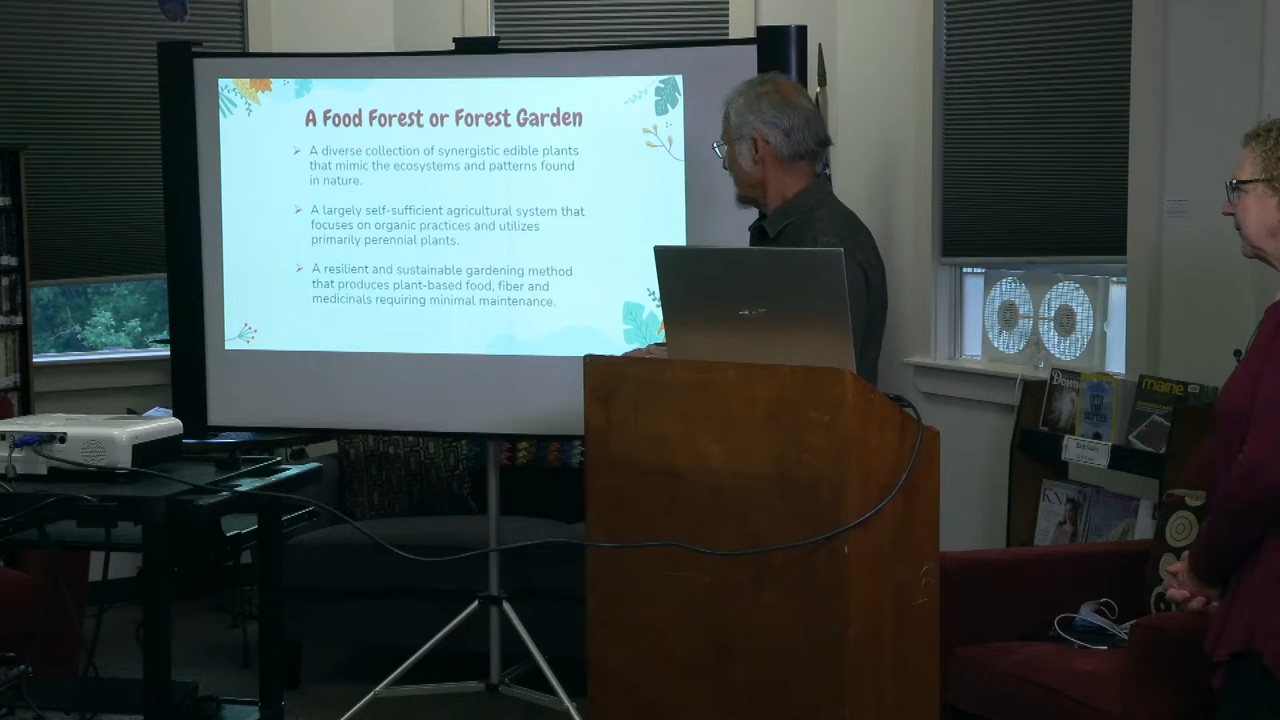 A Food Forest or Forest Garden
A diverse collection of synergistic edible plants
that mimic the ecosystems and patterns found
in nature.
A largely self-sufficient agricultural system that
focuses on organic practices and utilizes
primarily perennial plants.
A resilient and sustainable gardening method
that produces plant-based food, fiber and
medicinals requiring minimal maintenance.
acer
Down
maine